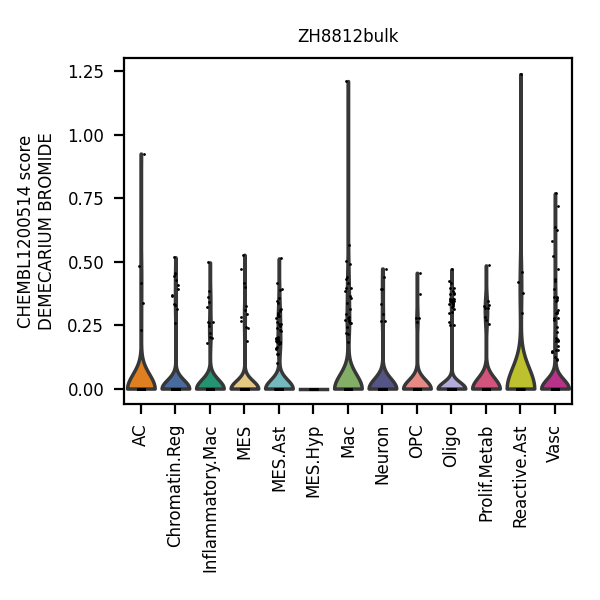 ZH8812bulk
CHEMBL1200514 score
DEMECARIUM BROMIDE
1.25
1.00
0.75
0.50
0.25
0.00
AC
Chromatin.Reg
Inflammatory.Mac
MES
MES.Ast
MES.Hyp
Mac
Neuron
OPC
Oligo
Prolif.Metab
Reactive.Ast
Vasc